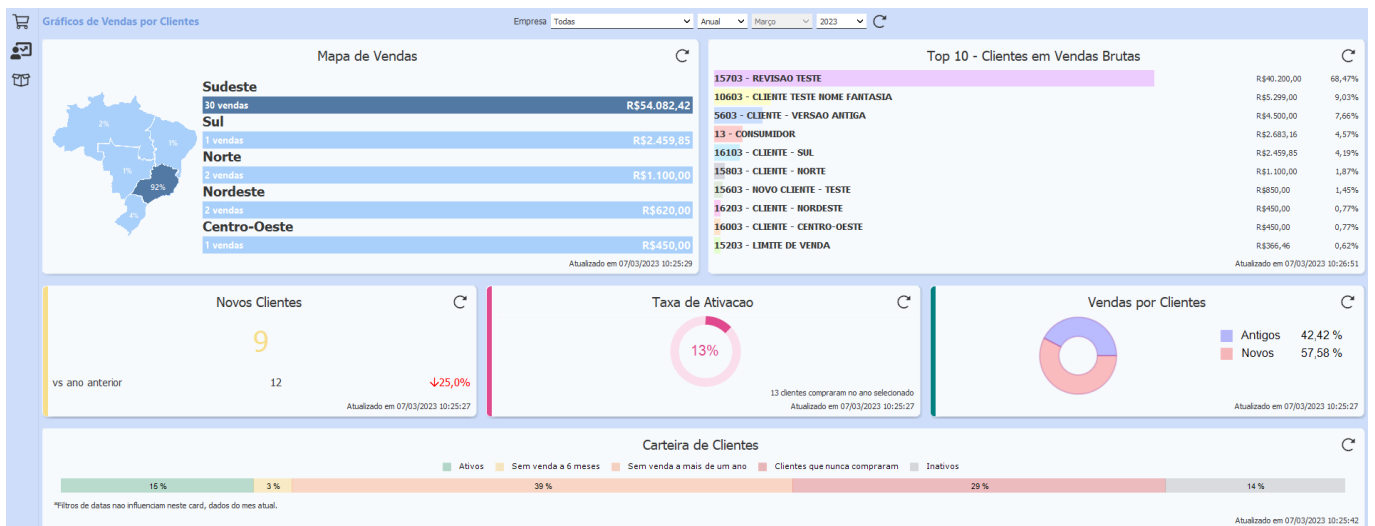 Gráficos de Vendas por Clientes
Empresa Todas Anual Março 2023
Mapa de Vendas
2%
1%
1%
92%
4%
Sudeste
30 vendas R$54.082,42
Sul
1 vendas R$2.459,85
Norte
2 vendas R$1.100,00
Nordeste
2 vendas R$620,00
Centro-Oeste
1 vendas R$450,00
Atualizado em 07/03/2023 10:25:29
Top 10 - Clientes em Vendas Brutas
15703 - REVISAO TESTE R$40.200,00 68,47%
10603 - CLIENTE TESTE NOME FANTASIA R$5.299,00 9,03%
5603 - CLIENTE - VERSAO ANTIGA R$4.500,00 7,66%
13 - CONSUMIDOR R$2.683,16 4,57%
16103 - CLIENTE - SUL R$2.459,85 4,19%
15803 - CLIENTE - NORTE R$1.100,00 1,87%
15603 - NOVO CLIENTE - TESTE R$850,00 1,45%
16203 - CLIENTE - NORDESTE R$450,00 0,77%
16003 - CLIENTE - CENTRO-OESTE R$450,00 0,77%
15203 - LIMITE DE VENDA R$366,46 0,62%
Atualizado em 07/03/2023 10:26:51
Novos Clientes
9
vs ano anterior 12 ↓25,0%
Atualizado em 07/03/2023 10:25:27
Taxa de Ativacao
13%
13 clientes compraram no ano selecionado
Atualizado em 07/03/2023 10:25:27
Vendas por Clientes
Antigos 42,42 %
Novos 57,58 %
Atualizado em 07/03/2023 10:25:27
Carteira de Clientes
Ativos Sem venda a 6 meses Sem venda a mais de um ano Clientes que nunca compraram Inativos
15 % 3 % 39 % 29 % 14 %
*Filtros de datas nao influenciam neste card, dados do mes atual.
Atualizado em 07/03/2023 10:25:42